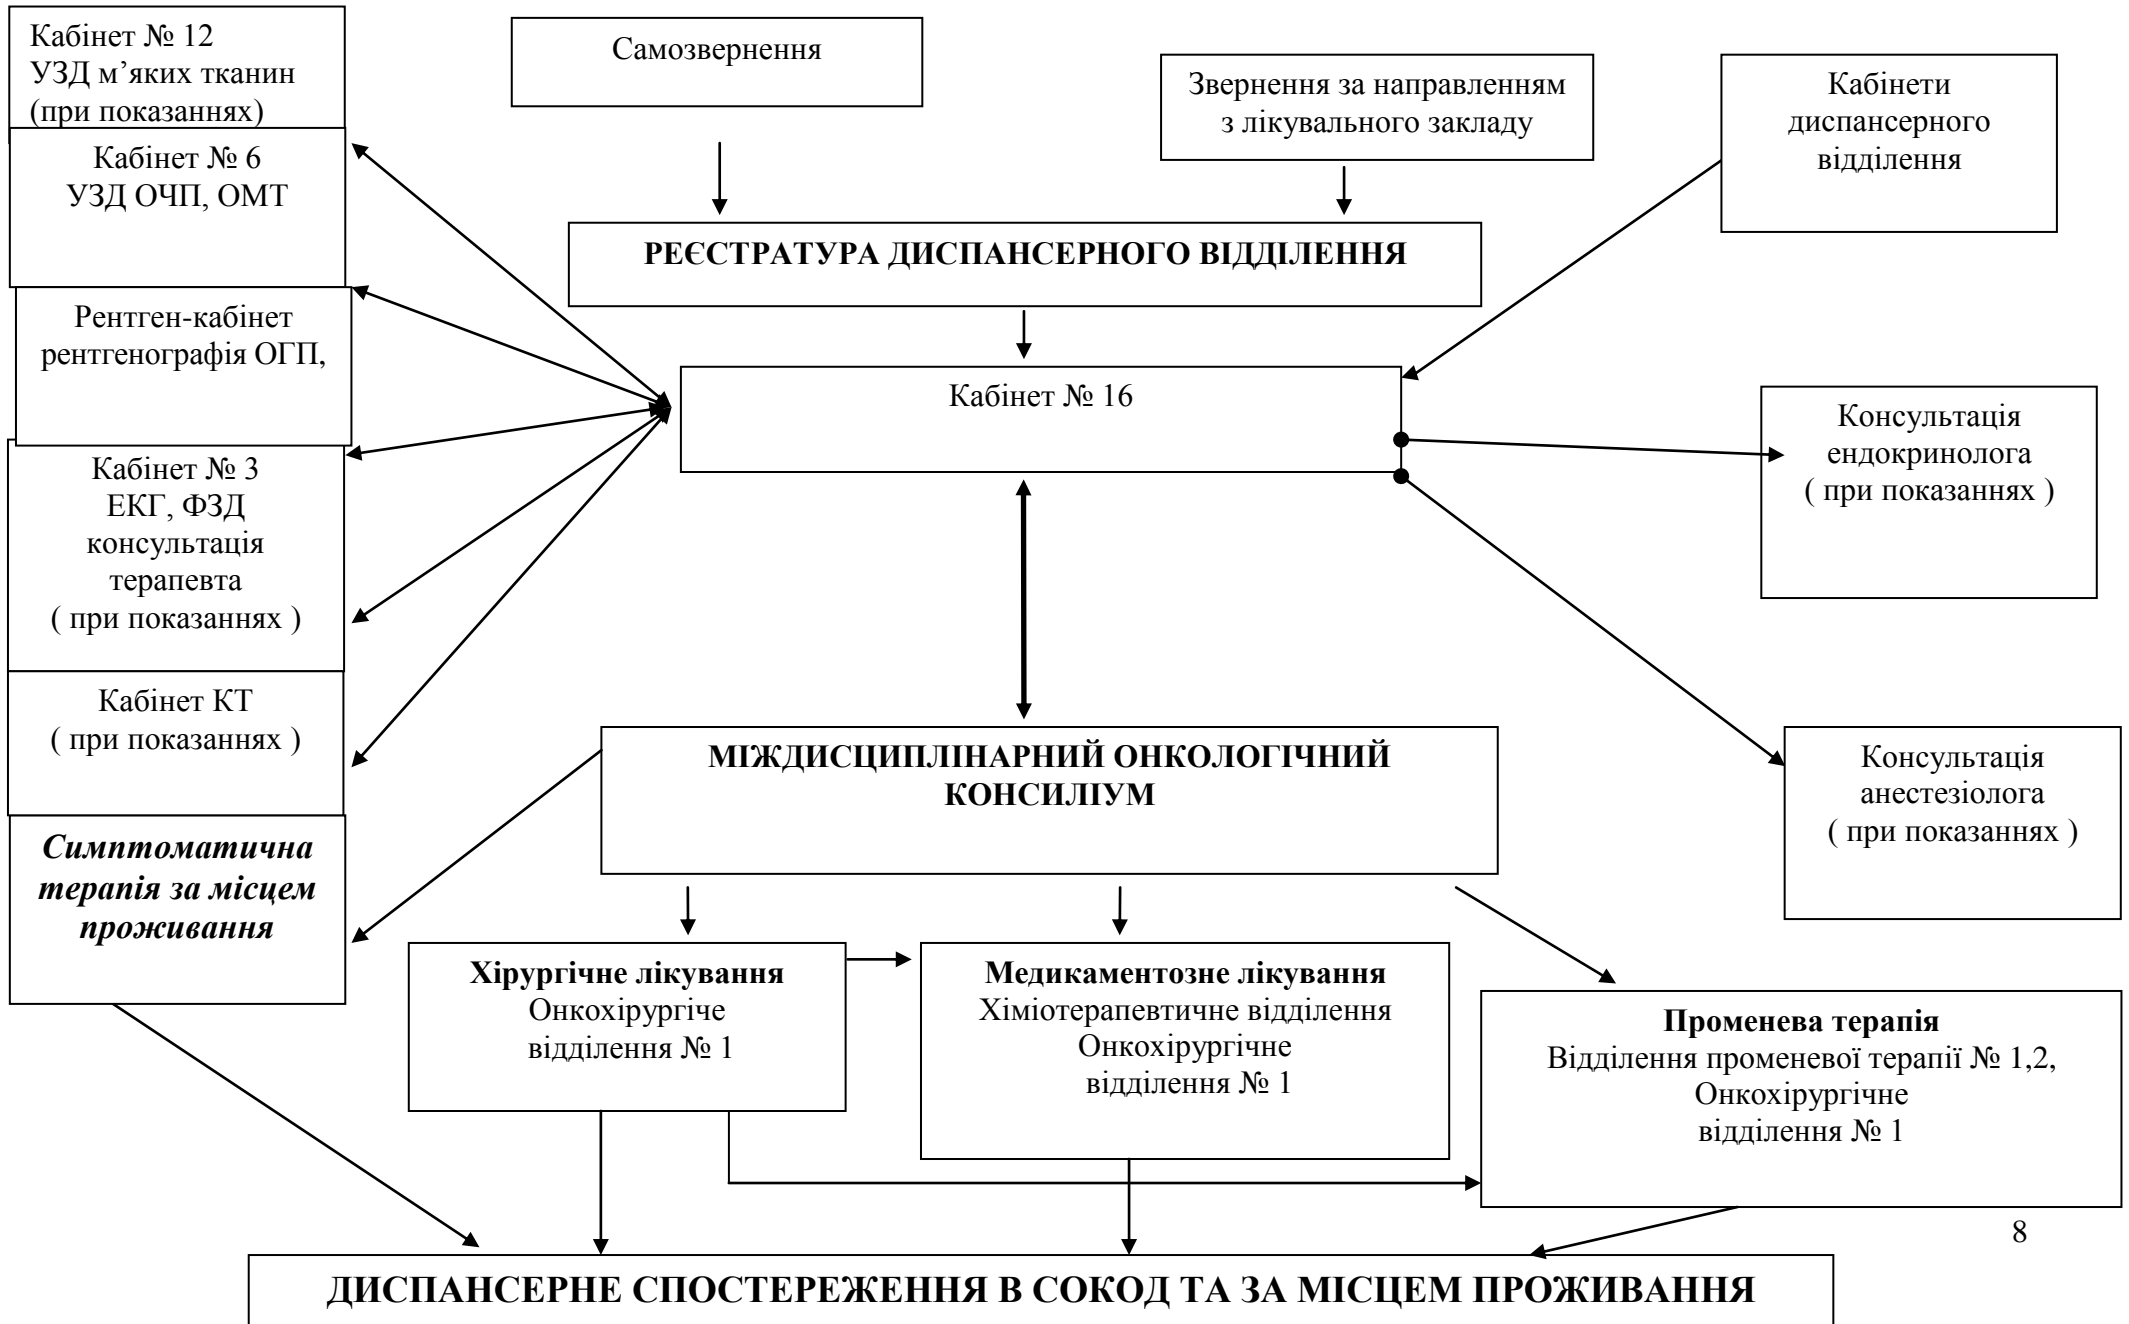 Кабінет № 12
УЗД м’яких тканин
(при показаннях)
Самозвернення
Звернення за направленням
з лікувального закладу
Кабінети
диспансерного
відділення
Кабінет № 6
УЗД ОЧП, ОМТ
РЕЄСТРАТУРА ДИСПАНСЕРНОГО ВІДДІЛЕННЯ
Рентген-кабінет
рентгенографія ОГП,
Кабінет № 16
Консультація
ендокринолога
( при показаннях )
Кабінет № 3
ЕКГ, ФЗД
консультація
терапевта
( при показаннях )
Кабінет КТ
( при показаннях )
МІЖДИСЦИПЛІНАРНИЙ ОНКОЛОГІЧНИЙ
КОНСИЛІУМ
Консультація
анестезіолога
( при показаннях )
Симптоматична
терапія за місцем
проживання
Хірургічне лікування
Онкохірургіче
відділення № 1
Медикаментозне лікування
Хіміотерапевтичне відділення
Онкохірургічне
відділення № 1
Променева терапія
Відділення променевої терапії № 1,2,
Онкохірургічне
відділення № 1
8
ДИСПАНСЕРНЕ СПОСТЕРЕЖЕННЯ В СОКОД ТА ЗА МІСЦЕМ ПРОЖИВАННЯ